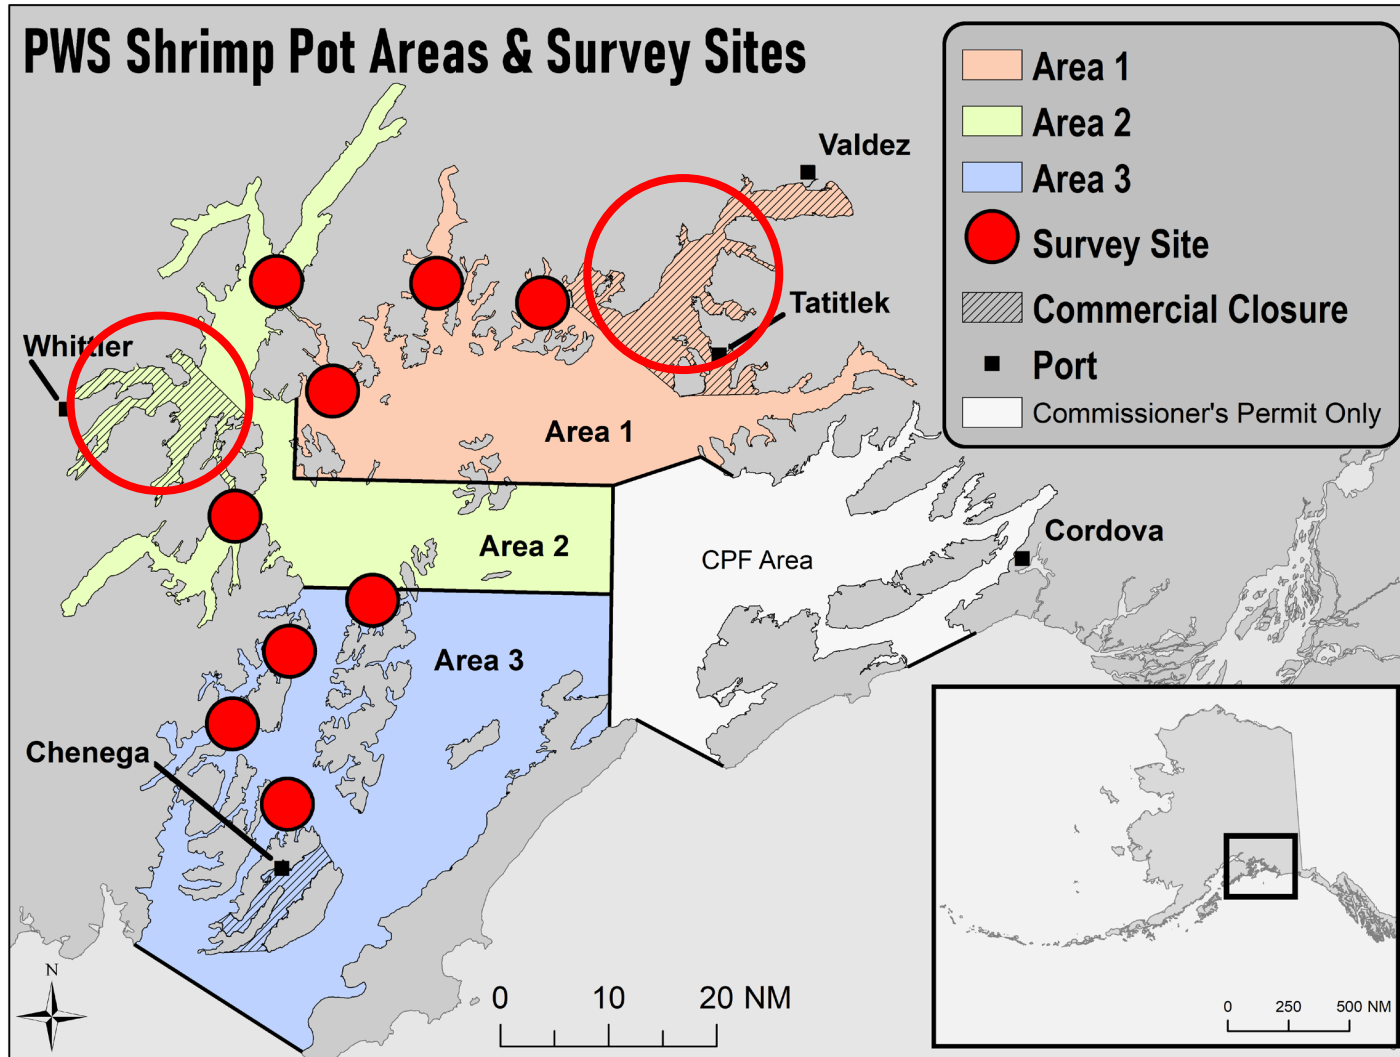 PWS Shrimp Pot Areas & Survey Sites
Area 1
Area 2
Area 3
Survey Site
Commercial Closure
Port
Commissioner's Permit Only
Valdez
Tatitlek
Whittier
Area 1
Area 2
CPF Area
Cordova
Area 3
Chenega
N
0 10 20 NM
0 250 500 NM